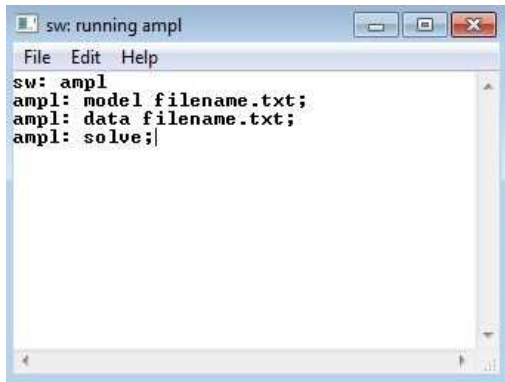 sw: running ampl
File Edit Help
sw: ampl
ampl: model filename.txt;
ampl: data filename.txt;
ampl: solve;